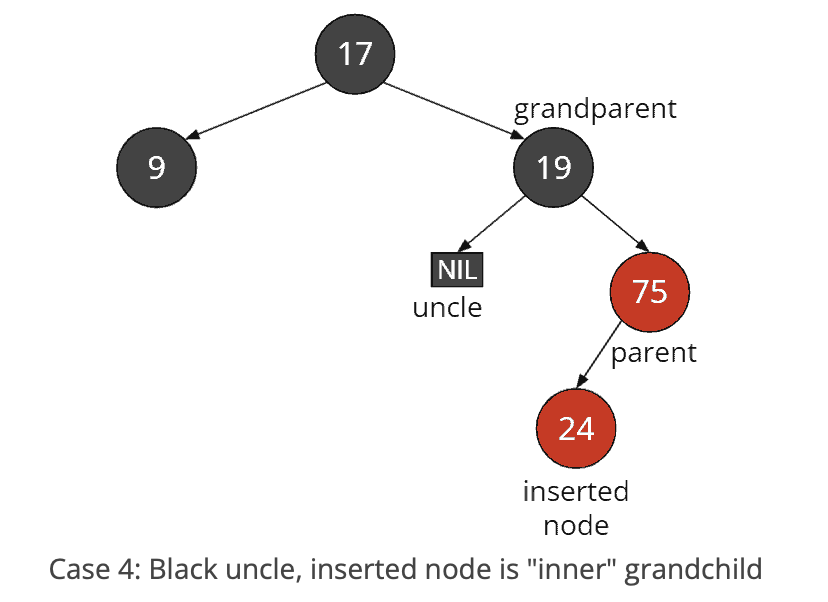 17
grandparent
9
19
NIL
uncle
75
parent
24
inserted
node
Case 4: Black uncle, inserted node is "inner" grandchild